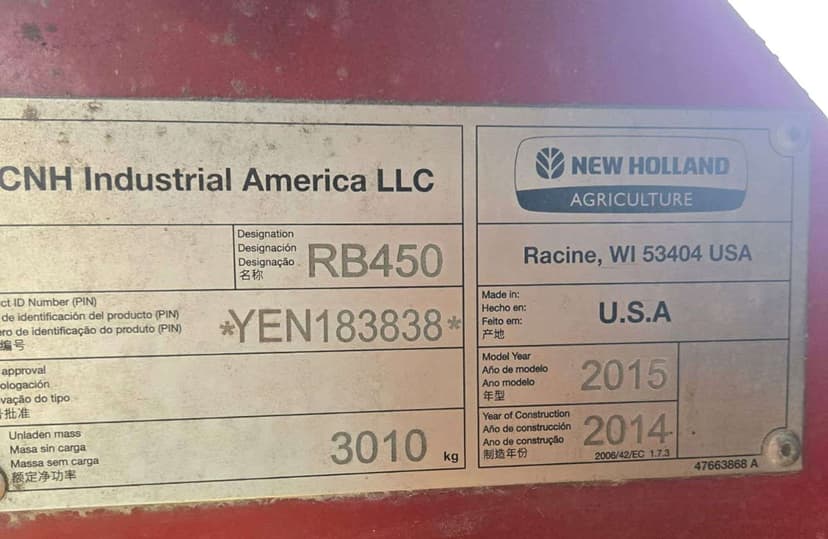 CNH Industrial America LLC
Designation
Designación
Designação
名称
RB450
ct ID Number (PIN)
de identificación del producto (PIN)
ero de identificação do produto (PIN)
编号
*YEN183838*
approval
ologación
vação do tipo
批准
Unladen mass
Masa sin carga
Massa sem carga
额定净功率
3010 kg
NEW HOLLAND
AGRICULTURE
Racine, WI 53404 USA
Made in:
Hecho en:
Feito em:
产地
U.S.A
Model Year
Año de modelo
Ano modelo
年型
2015
Year of Construction
Año de construcción
Ano de construção
制造年份
2014
2006/42/EC 1.7.3
47663868 A